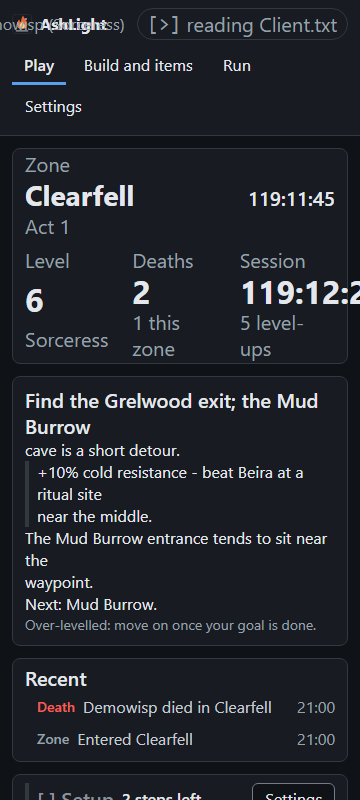 AshLight
[>] reading Client.txt
Play Build and items Run
Settings
Zone
Clearfell 119:11:45
Act 1
Level Deaths Session
6 2 119:12:2
Sorceress 1 this zone 5 level-ups
Find the Grelwood exit; the Mud
Burrow
cave is a short detour.
+10% cold resistance - beat Beira at a
ritual site
near the middle.
The Mud Burrow entrance tends to sit near
the
waypoint.
Next: Mud Burrow.
Over-levelled: move on once your goal is done.
Recent
Death Demowisp died in Clearfell 21:00
Zone Entered Clearfell 21:00
[ ] Setup 2 steps left Settings